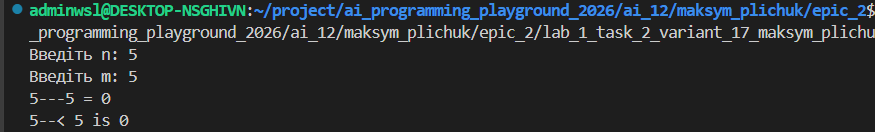 adminwsl@DESKTOP-NSGHIVN:~/project/ai_programming_playground_2026/ai_12/maksym_plichuk/epic_2$
_programming_playground_2026/ai_12/maksym_plichuk/epic_2/lab_1_task_2_variant_17_maksym_plichu
Введіть n: 5
Введіть m: 5
5---5 = 0
5--< 5 is 0